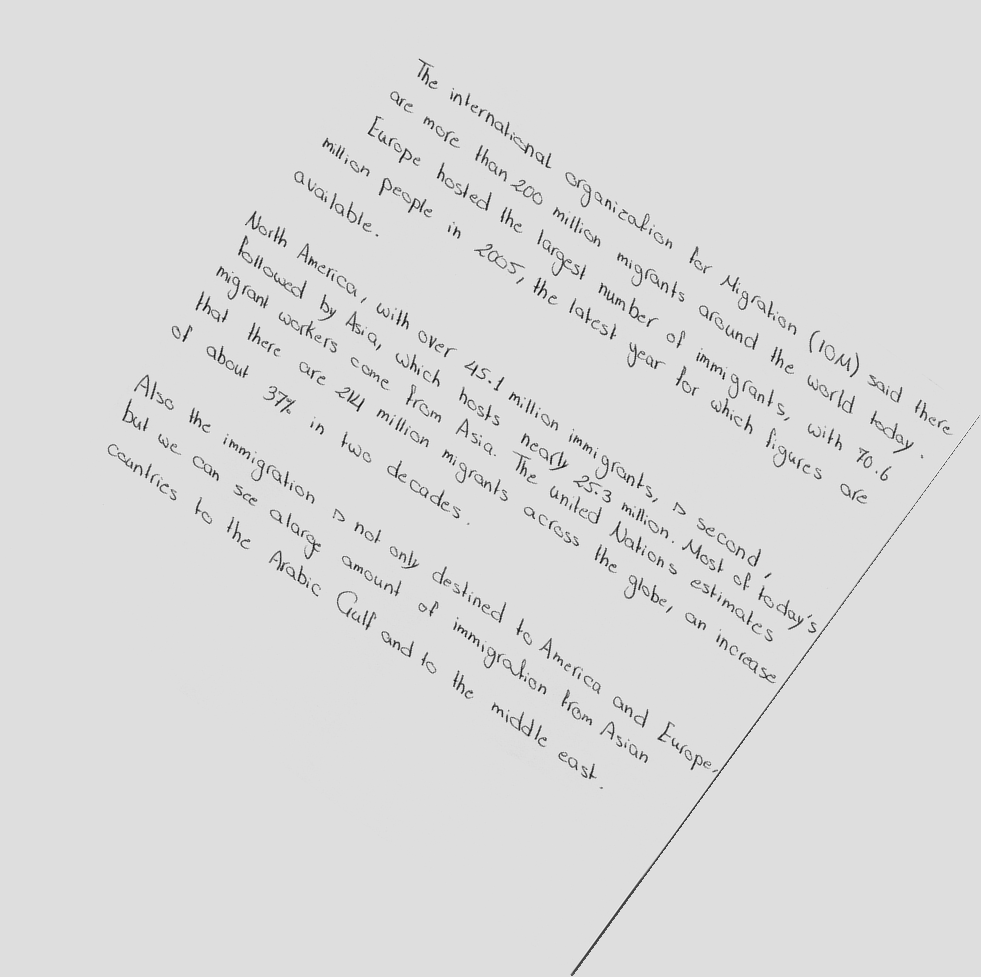 The international organization for Migration (IOM) said there
are more than 200 million migrants around the world today.
Europe hosted the largest number of immigrants, with 70.6
million people in 2005, the latest year for which figures are
available.
North America, with over 45.1 million immigrants, is second,
followed by Asia, which hosts nearly 25.3 million. Most of today's
migrant workers come from Asia. The united Nations estimates
that there are 214 million migrants across the globe, an increase
of about 37% in two decades.
Also the immigration is not only destined to America and Europe,
but we can see alarge amount of immigration from Asian
countries to the Arabic Gulf and to the middle east.